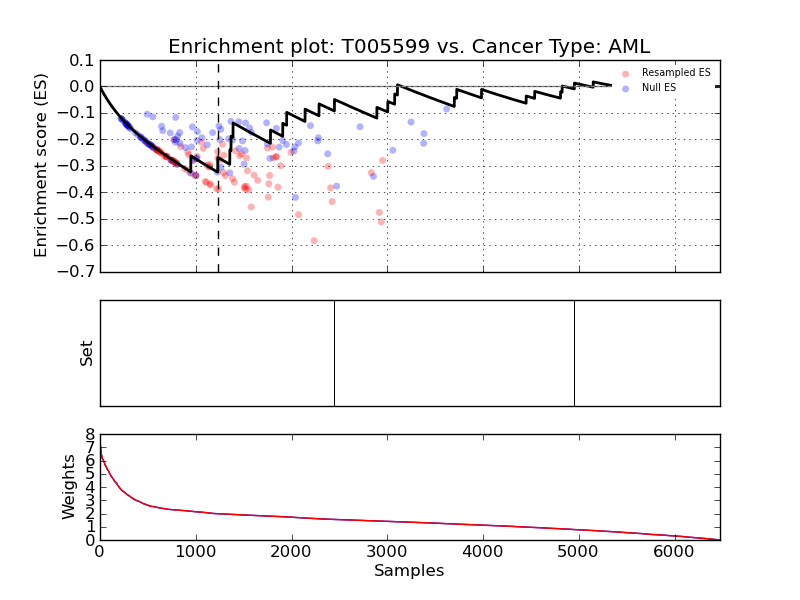 Enrichment plot: T005599 vs. Cancer Type: AML
Enrichment score (ES)
0.1
0.0
−0.1
−0.2
−0.3
−0.4
−0.5
−0.6
−0.7
Resampled ES
Null ES
Set
Weights
8
7
6
5
4
3
2
1
0
0 1000 2000 3000 4000 5000 6000
Samples